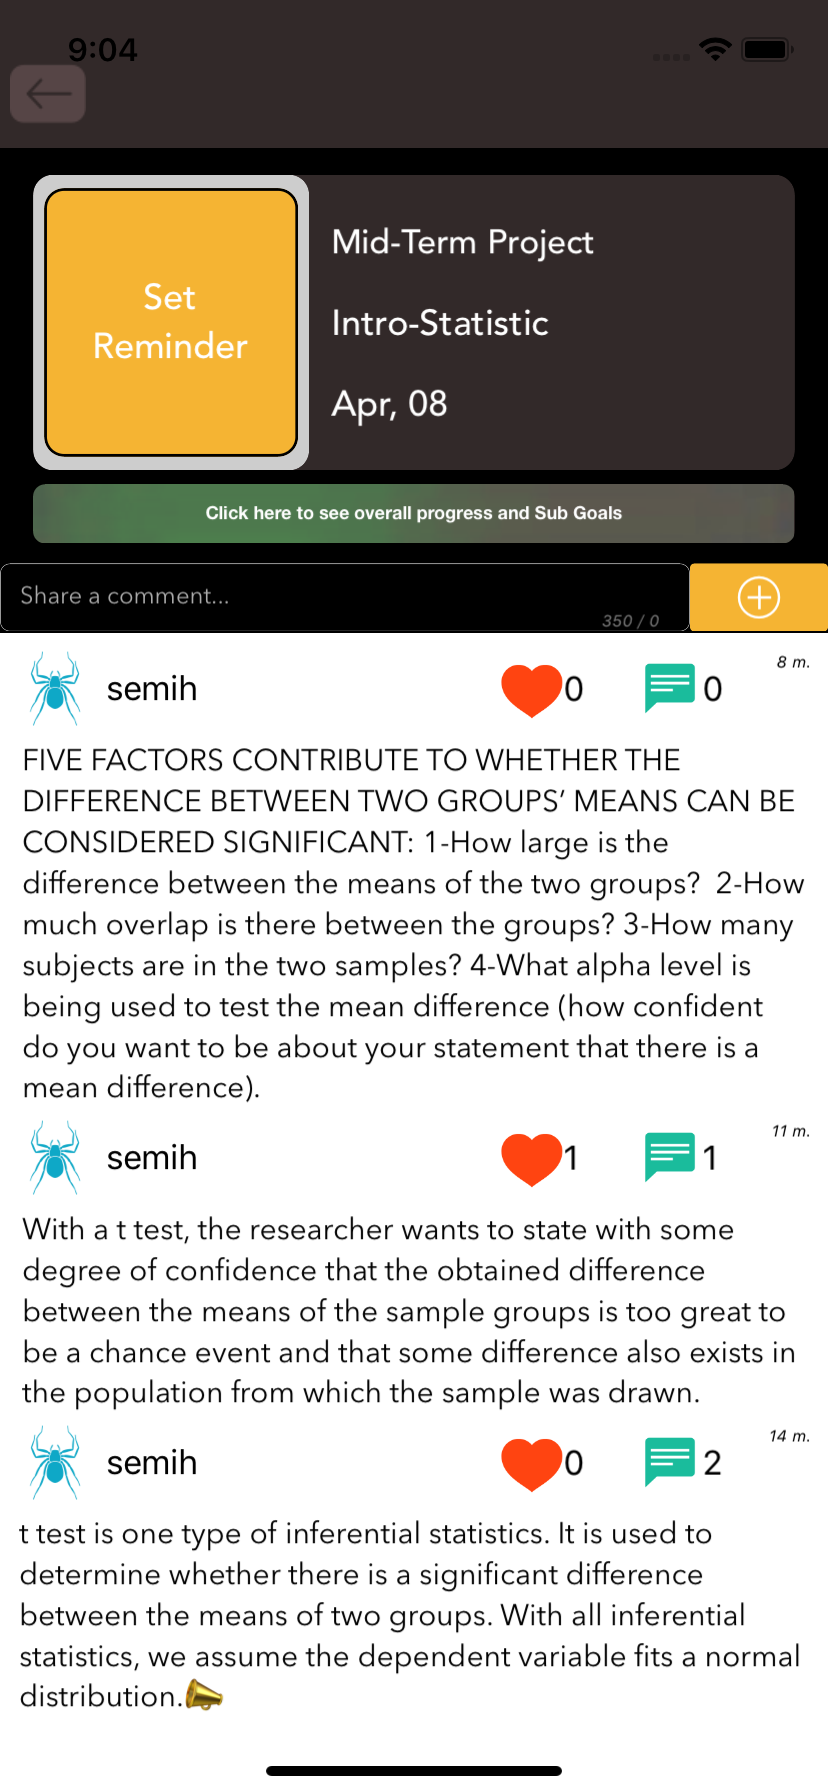 9:04
Set
Reminder
Mid-Term Project
Intro-Statistic
Apr, 08
Click here to see overall progress and Sub Goals
Share a comment...
350 / 0
semih
0
0
8 m.
FIVE FACTORS CONTRIBUTE TO WHETHER THE
DIFFERENCE BETWEEN TWO GROUPS’ MEANS CAN BE
CONSIDERED SIGNIFICANT: 1-How large is the
difference between the means of the two groups?  2-How
much overlap is there between the groups? 3-How many
subjects are in the two samples? 4-What alpha level is
being used to test the mean difference (how confident
do you want to be about your statement that there is a
mean difference).
semih
1
1
11 m.
With a t test, the researcher wants to state with some
degree of confidence that the obtained difference
between the means of the sample groups is too great to
be a chance event and that some difference also exists in
the population from which the sample was drawn.
semih
0
2
14 m.
t test is one type of inferential statistics. It is used to
determine whether there is a significant difference
between the means of two groups. With all inferential
statistics, we assume the dependent variable fits a normal
distribution.